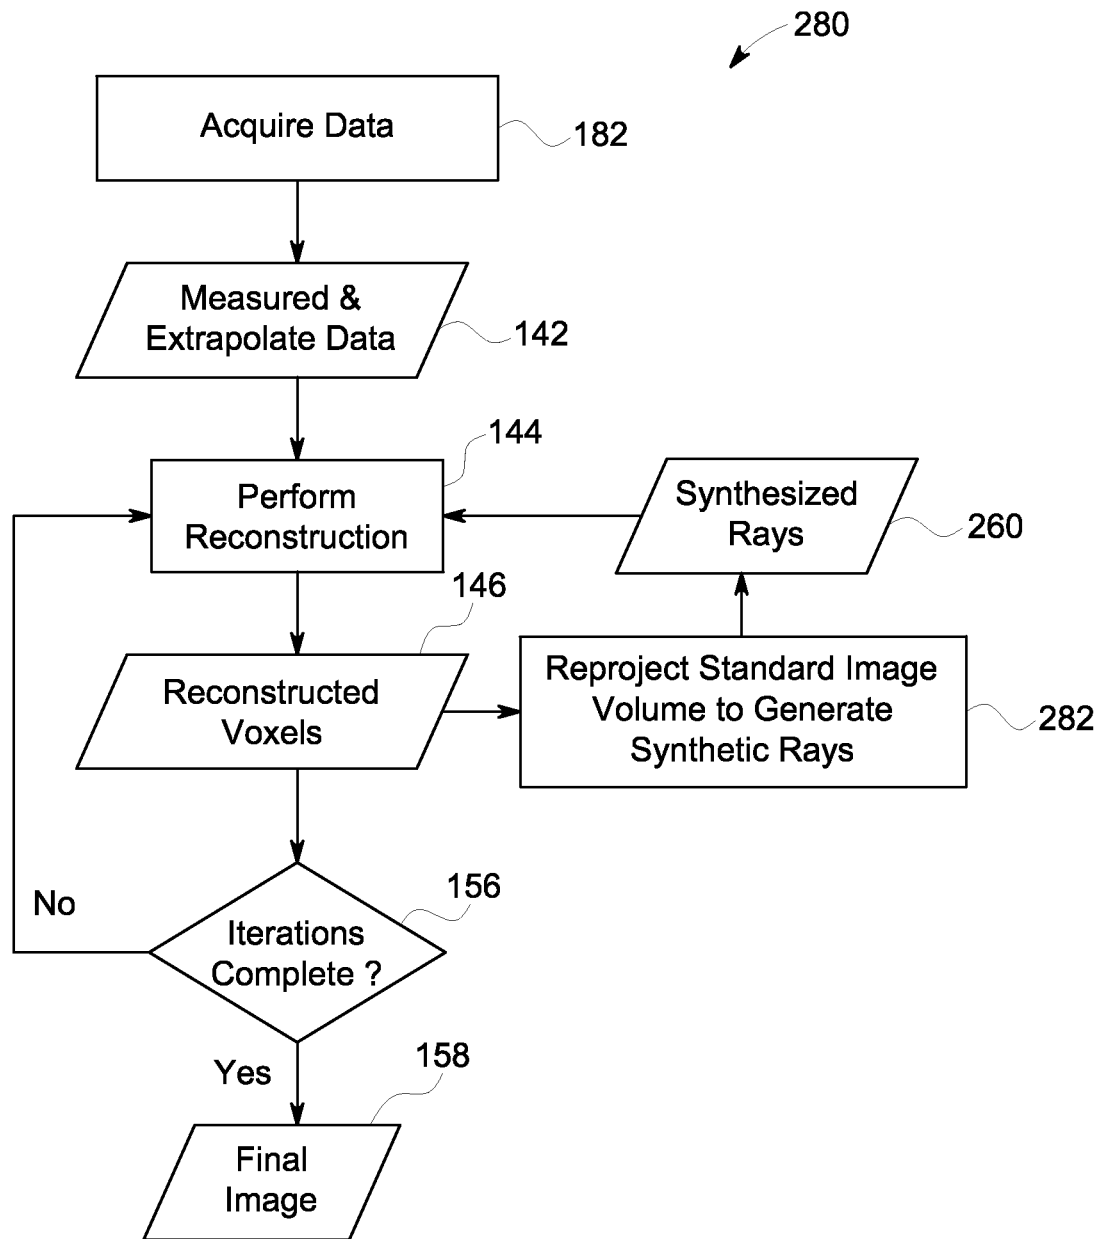 280
Acquire Data
182
Measured &
Extrapolate Data
142
144
Perform
Reconstruction
Synthesized
Rays
260
146
Reconstructed
Voxels
Reproject Standard Image
Volume to Generate
Synthetic Rays
282
No
156
Iterations
Complete ?
Yes
158
Final
Image